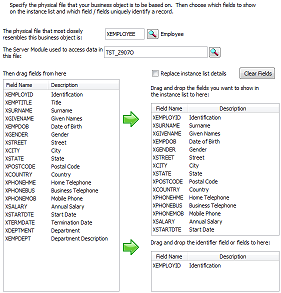 Specify the physical file that your business object is to be based on. Then choose which fields to show
on the instance list and which field / fields uniquely identify a record.
The physical file that most closely
resembles this business object is:
XEMPLOYEE
Employee
The Server Module used to access data in
this file:
TST_Z907O
Then drag fields from here
Field Name Description
XEMPLOYID Identification
XEMPTITLE Title
XSURNAME Surname
XGIVENAME Given Names
XEMPDOB Date of Birth
XGENDER Gender
XSTREET Street
XCITY City
XSTATE State
XPOSTCODE Postal Code
XCOUNTRY Country
XPHONEHME Home Telephone
XPHONEBUS Business Telephone
XPHONEMOB Mobile Phone
XSALARY Annual Salary
XSTARTDTE Start Date
XTERMDATE Termination Date
XDEPTMENT Department
XEMPDEPT Department Description
Replace instance list details
Clear Fields
Drag and drop the fields you want to show in
the instance list to here:
Field Name Description
XEMPLOYID Identification
XSURNAME Surname
XGIVENAME Given Names
XEMPDOB Date of Birth
XGENDER Gender
XSTREET Street
XCITY City
XSTATE State
XPOSTCODE Postal Code
XCOUNTRY Country
XPHONEHME Home Telephone
XPHONEBUS Business Telephone
XPHONEMOB Mobile Phone
XSALARY Annual Salary
XSTARTDTE Start Date
Drag and drop the identifier field or fields to here:
Field Name Description
XEMPLOYID Identification